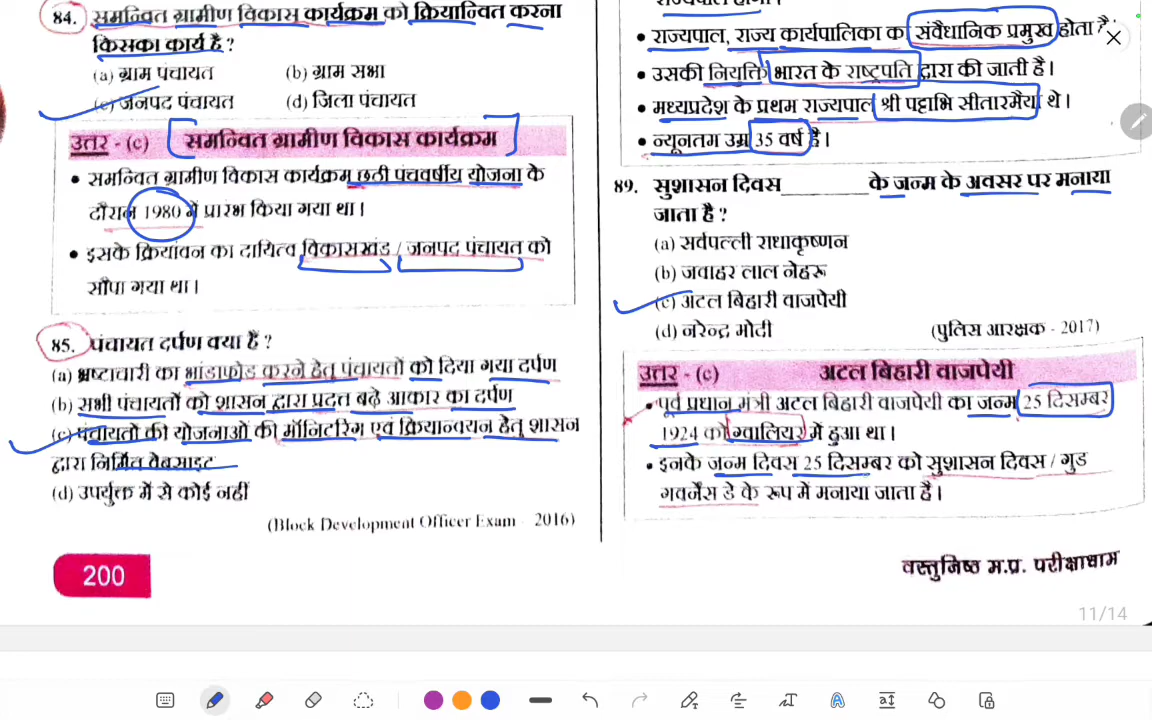 84. समन्वित ग्रामीण विकास कार्यक्रम को क्रियान्वित करना
किसका कार्य है ?
(a) ग्राम पंचायत (b) ग्राम सभा
(c) जनपद पंचायत (d) जिला पंचायत
उत्तर - (c) समन्वित ग्रामीण विकास कार्यक्रम
• समन्वित ग्रामीण विकास कार्यक्रम छठी पंचवर्षीय योजना के
दौरान 1980 में प्रारंभ किया गया था।
• इसके क्रियांवन का दायित्व विकासखंड / जनपद पंचायत को
सौंपा गया था।
85. पंचायत दर्पण क्या है ?
(a) भ्रष्टाचारी का भांडाफोड करने हेतु पंचायतों को दिया गया दर्पण
(b) सभी पंचायतों को शासन द्वारा प्रदत बढ़े आकार का दर्पण
(c) पंचायतो की योजनाओं की मॉनिटरिंग एवं क्रियान्वयन हेतु शासन
द्वारा निर्मित वेबसाइट
(d) उपर्युक्त में से कोई नहीं
(Block Development Officer Exam - 2016)
200
• राज्यपाल, राज्य कार्यपालिका का संवैधानिक प्रमुख होता है
• उसकी नियुक्ति भारत के राष्ट्रपति द्वारा की जाती है।
• मध्यप्रदेश के प्रथम राज्यपाल श्री पट्टाभि सीतारमैया थे।
• न्यूनतम उम्र 35 वर्ष है।
89. सुशासन दिवस ________ के जन्म के अवसर पर मनाया
जाता है ?
(a) सर्वपल्ली राधाकृष्णन
(b) जवाहर लाल नेहरू
(c) अटल बिहारी वाजपेयी
(d) नरेन्द्र मोदी (पुलिस आरक्षक - 2017)
उत्तर - (c) अटल बिहारी वाजपेयी
• पूर्व प्रधान मंत्री अटल बिहारी वाजपेयी का जन्म 25 दिसम्बर
1924 को ग्वालियर में हुआ था।
• इनके जन्म दिवस 25 दिसम्बर को सुशासन दिवस / गुड
गवर्नेंस डे के रूप में मनाया जाता है।
वस्तुनिष्ठ म.प्र. परीक्षाधाम
11/14